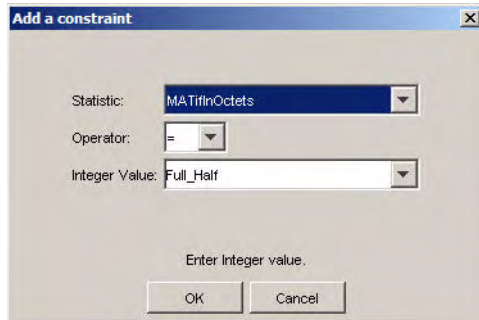 Add a constraint
Statistic: MATifInOctets
Operator: =
Integer Value: Full_Half
Enter Integer value.
OK Cancel